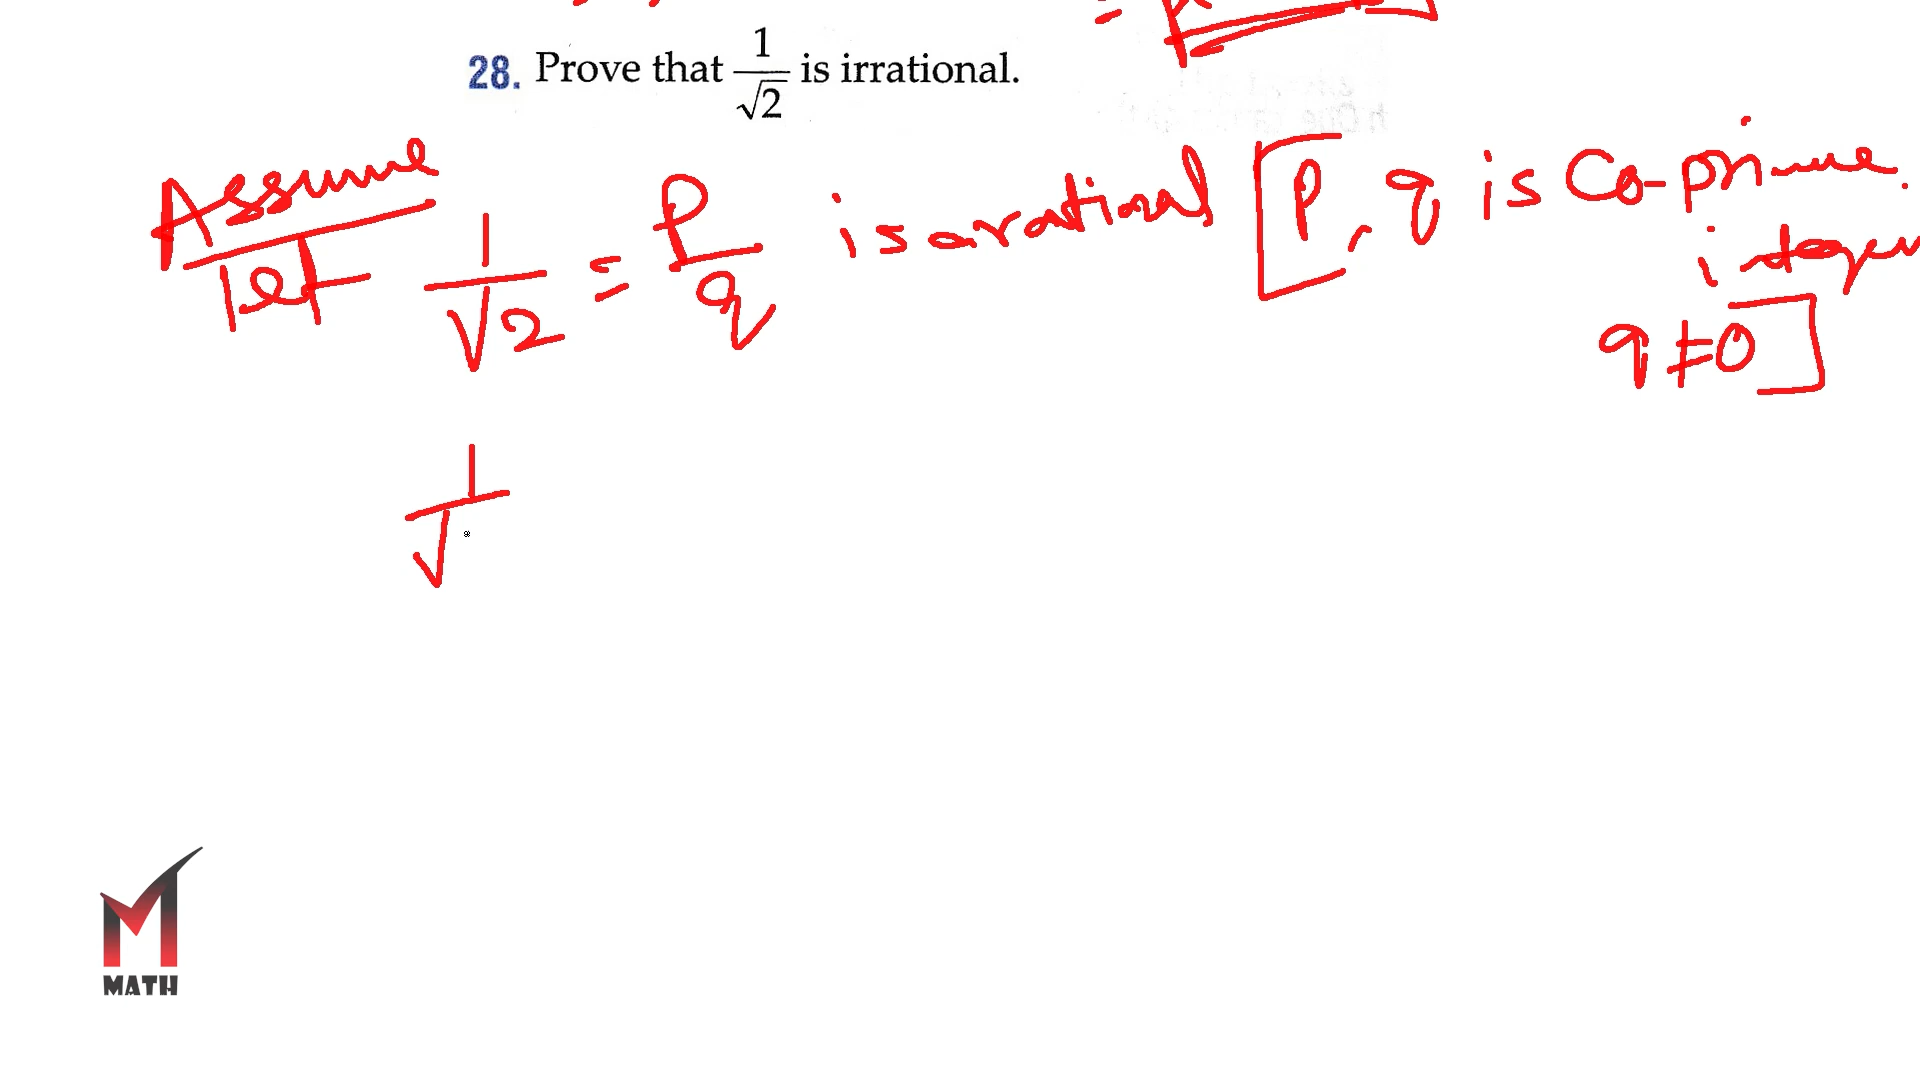 28. Prove that 1/√2 is irrational.
Assume
let 1/√2 = P/q is a rational [P, q is Co-prime
integer
q ≠ 0]
1/√
MATH